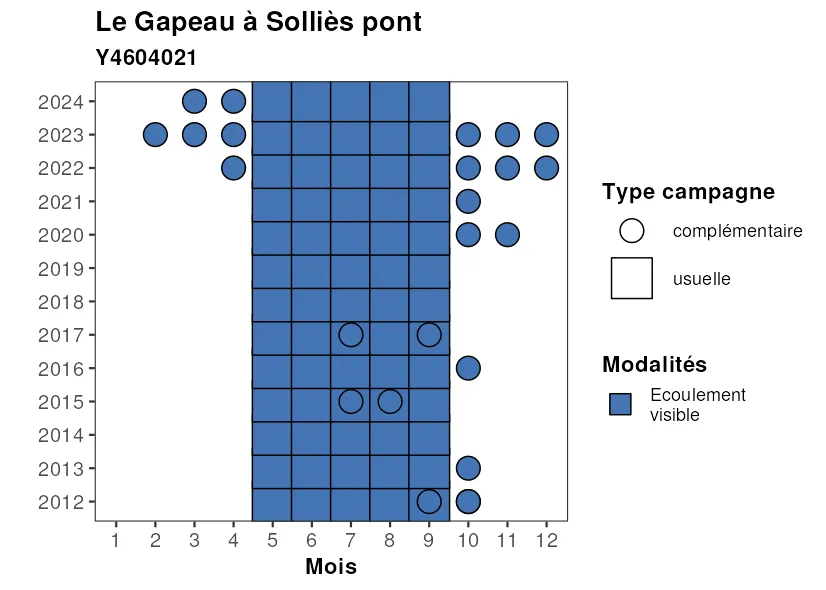 Le Gapeau à Solliès pont
Y4604021
2024
2023
2022
2021
2020
2019
2018
2017
2016
2015
2014
2013
2012
1 2 3 4 5 6 7 8 9 10 11 12
Mois
Type campagne
complémentaire
usuelle
Modalités
Ecoulement
visible